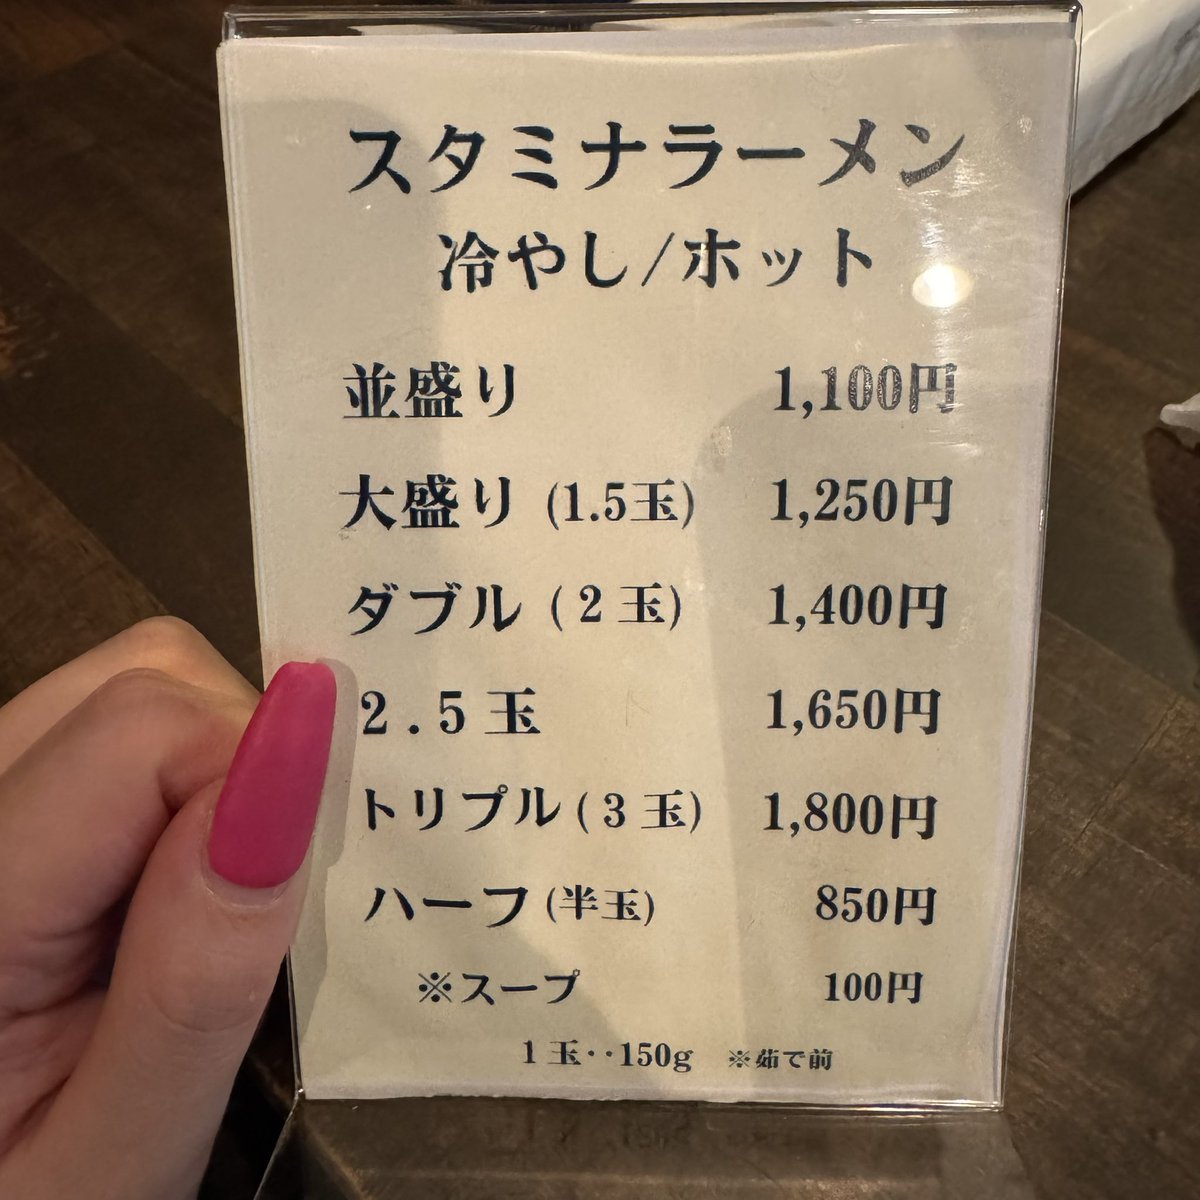 スタミナラーメン
冷やし/ホット
並盛り 1,100円
大盛り (1.5玉) 1,250円
ダブル (2玉) 1,400円
2.5玉 1,650円
トリプル(3玉) 1,800円
ハーフ(半玉) 850円
※スープ 100円
1玉‥150g ※茹で前